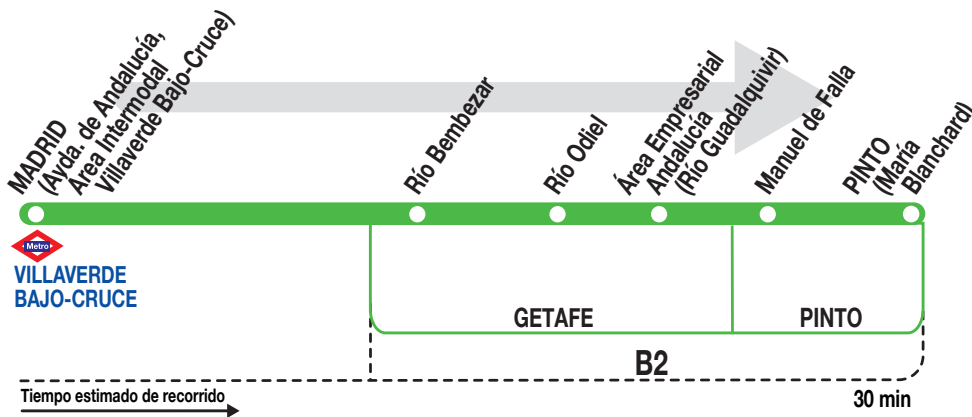 MADRID
(Ayda. de Andalucía,
Área Intermodal
Villaverde Bajo-Cruce)
Río Bembezar
Río Odiel
Área Empresarial
Andalucía
(Río Guadalquivir)
Manuel de Falla
PINTO
(María
Blanchard)
Metro
VILLAVERDE
BAJO-CRUCE
GETAFE
PINTO
B2
Tiempo estimado de recorrido
30 min